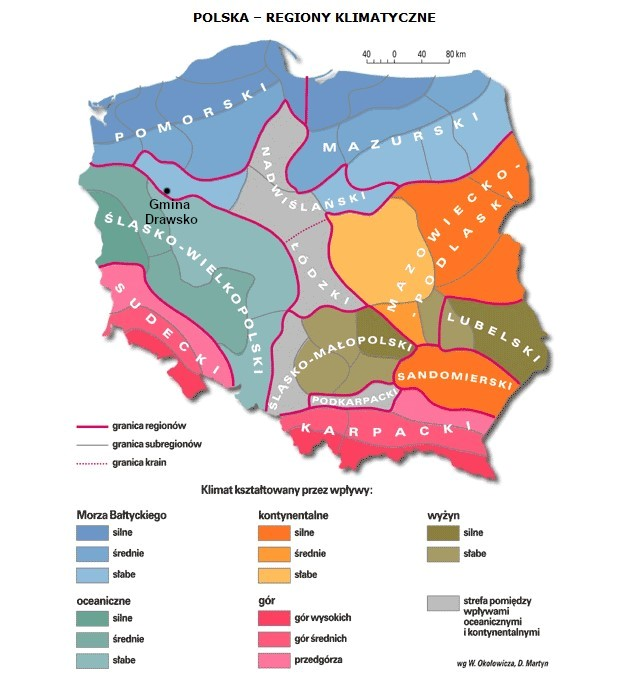 POLSKA – REGIONY KLIMATYCZNE
40 0 40 80 km
POMORSKI
MAZURSKI
NADWIŚLAŃSKI
MAZOWIECKO-
-PODLASKI
Gmina
Drawsko
ŚLĄSKO-WIELKOPOLSKI
ŁÓDZKI
SUDECKI
LUBELSKI
ŚLĄSKO-MAŁOPOLSKI
SANDOMIERSKI
PODKARPACKI
KARPACKI
granica regionów
granica subregionów
granica krain
Klimat kształtowany przez wpływy:
Morza Bałtyckiego
silne
średnie
słabe
oceaniczne
silne
średnie
słabe
kontynentalne
silne
średnie
słabe
gór
gór wysokich
gór średnich
przedgórza
wyżyn
silne
słabe
strefa pomiędzy
wpływami
oceanicznymi
i kontynentalnymi
wg W. Okołowicza, D. Martyn